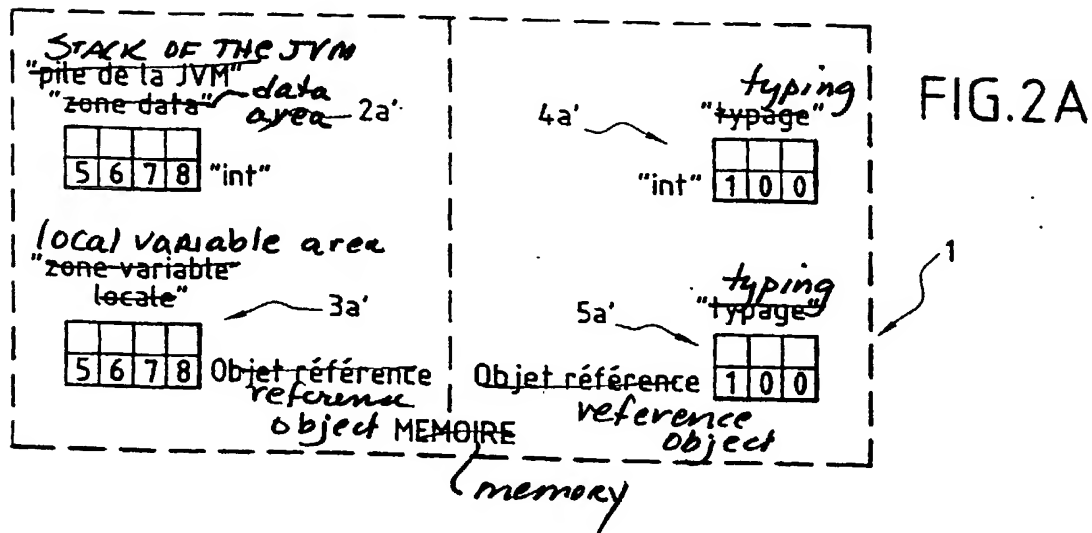 STACK OF THE JVM
"pile de la JVM"
"zone data" data area 2a'
5 6 7 8 "int"
local variable area
"zone variable
locale"
3a'
5 6 7 8 Objet référence
reference
object MEMOIRE
memory
typing
4a' "typage"
"int" 1 0 0
typing
5a' "typage"
Objet référence 1 0 0
reference
object
1
FIG.2A